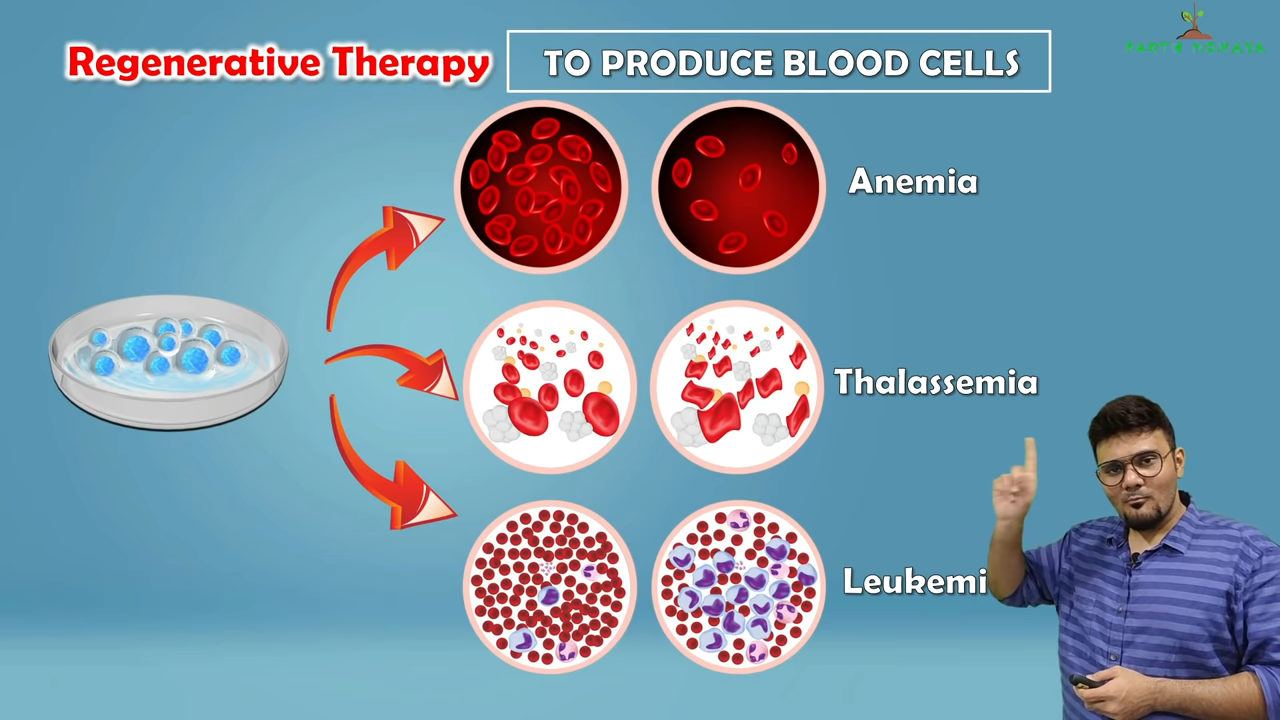 Regenerative Therapy
TO PRODUCE BLOOD CELLS
Anemia
Thalassemia
Leukemi